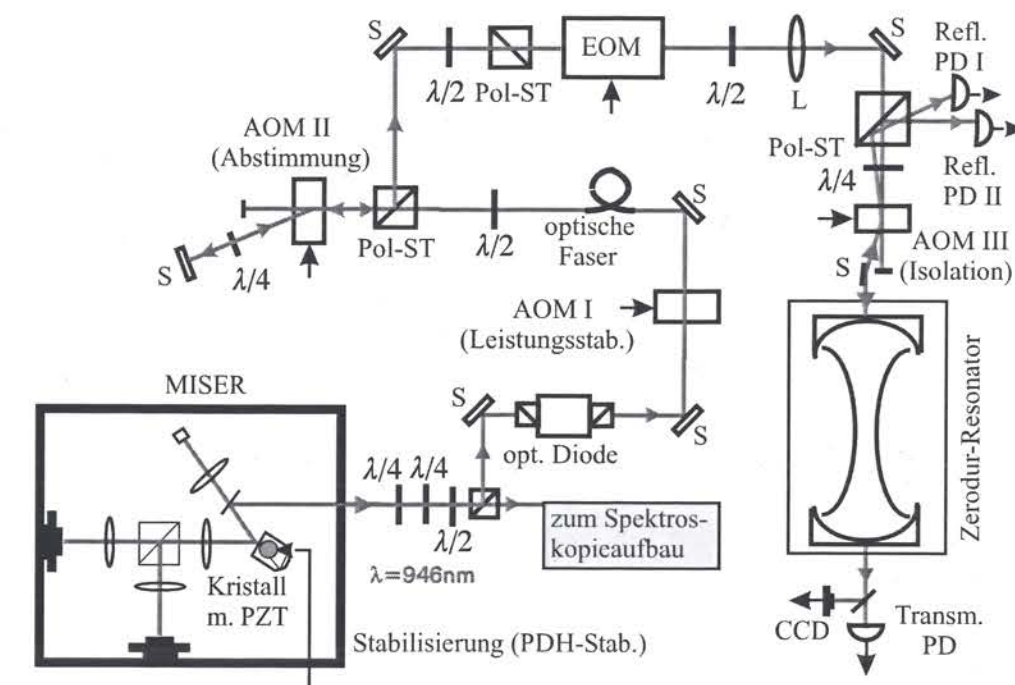 S
EOM
S
Refl.
PD I
λ/2
Pol-ST
λ/2
L
AOM II
(Abstimmung)
Pol-ST
λ/4
Refl.
PD II
S
Pol-ST
λ/2
optische
Faser
S
λ/4
S
AOM III
(Isolation)
AOM I
(Leistungsstab.)
MISER
S
opt. Diode
S
λ/4
λ/4
λ/2
zum Spektros-
kopieaufbau
λ=946nm
Kristall
m. PZT
Zerodur-Resonator
Stabilisierung (PDH-Stab.)
CCD
Transm.
PD